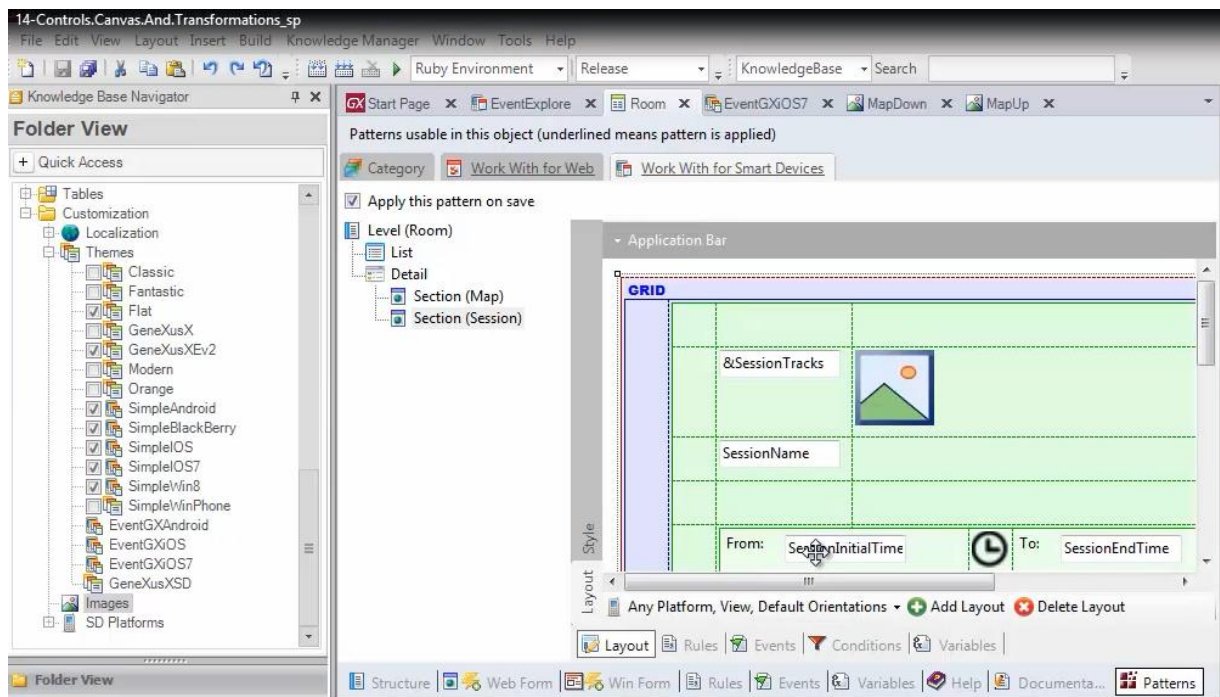 14-Controls.Canvas.And.Transformations_sp
File Edit View Layout Insert Build Knowledge Manager Window Tools Help
Ruby Environment Release KnowledgeBase Search
Knowledge Base Navigator
Folder View
+ Quick Access
Tables
Customization
Localization
Themes
Classic
Fantastic
Flat
GeneXusX
GeneXusXEv2
Modern
Orange
SimpleAndroid
SimpleBlackBerry
SimpleIOS
SimpleIOS7
SimpleWin8
SimpleWinPhone
EventGXAndroid
EventGXiOS
EventGXiOS7
GeneXusXSD
Images
SD Platforms
Folder View
GX Start Page EventExplore Room EventGXiOS7 MapDown MapUp
Patterns usable in this object (underlined means pattern is applied)
Category Work With for Web Work With for Smart Devices
Apply this pattern on save
Level (Room)
List
Detail
Section (Map)
Section (Session)
Application Bar
GRID
&SessionTracks
SessionName
From: SessionInitialTime To: SessionEndTime
Style
Layout
Any Platform, View, Default Orientations Add Layout Delete Layout
Layout Rules Events Conditions Variables
Structure Web Form Win Form Rules Events Variables Help Documenta... Patterns